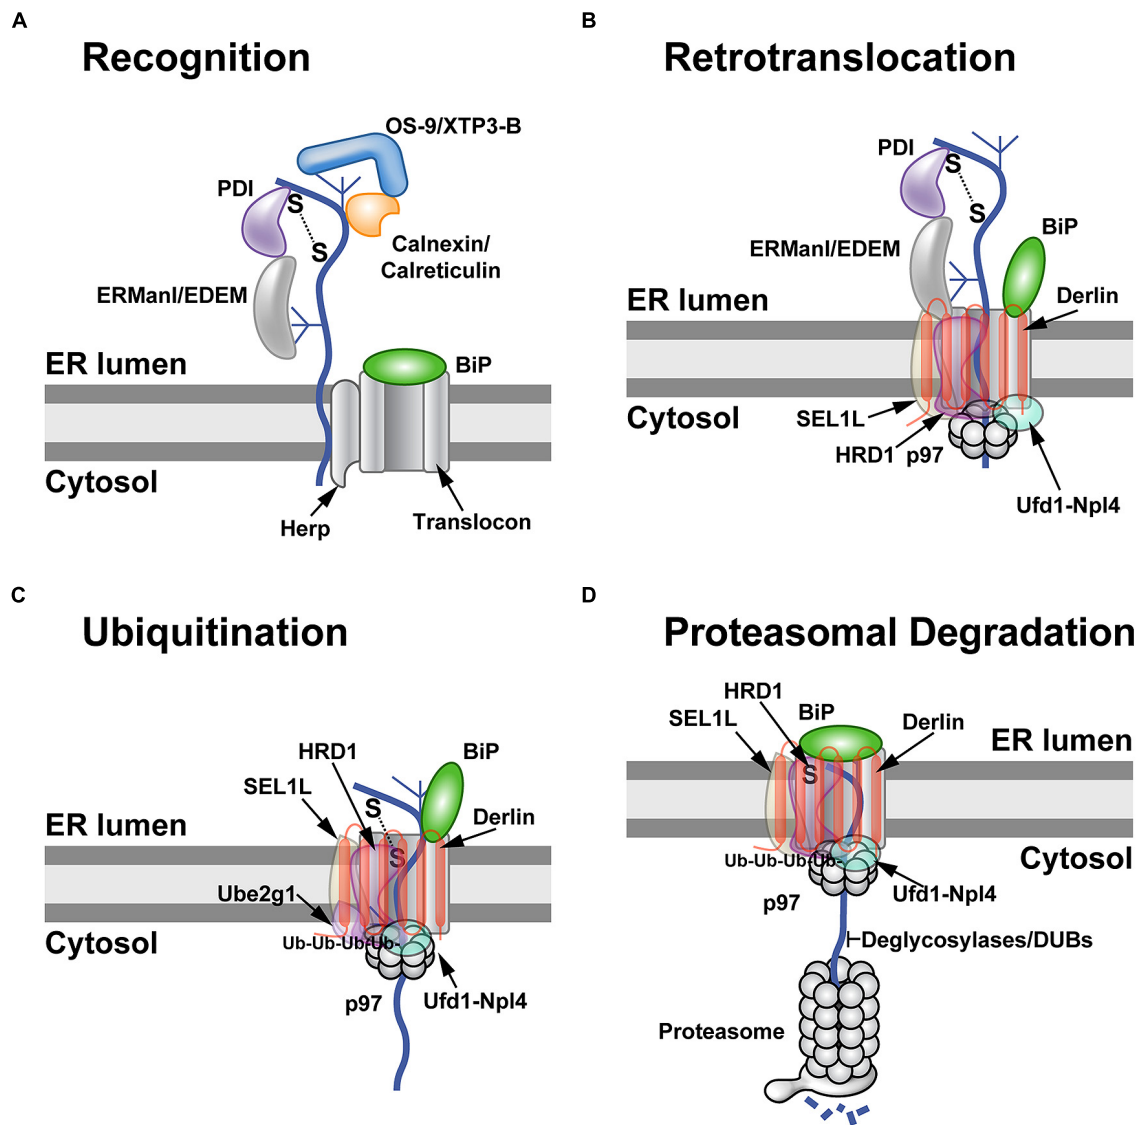 A
Recognition
OS-9/XTP3-B
PDI
S
S
Calnexin/
Calreticulin
ERManI/EDEM
ER lumen
BiP
Cytosol
Herp
Translocon
B
Retrotranslocation
PDI
S
S
BiP
ERManI/EDEM
ER lumen
Derlin
SEL1L
Cytosol
HRD1
p97
Ufd1-Npl4
C
Ubiquitination
HRD1
BiP
SEL1L
S
Derlin
ER lumen
S
Ube2g1
Cytosol
Ub-Ub-Ub-Ub-
p97
Ufd1-Npl4
D
Proteasomal Degradation
HRD1
SEL1L
BiP
Derlin
ER lumen
S
Ub-Ub-Ub-Ub-
Cytosol
p97
Ufd1-Npl4
Deglycosylases/DUBs
Proteasome